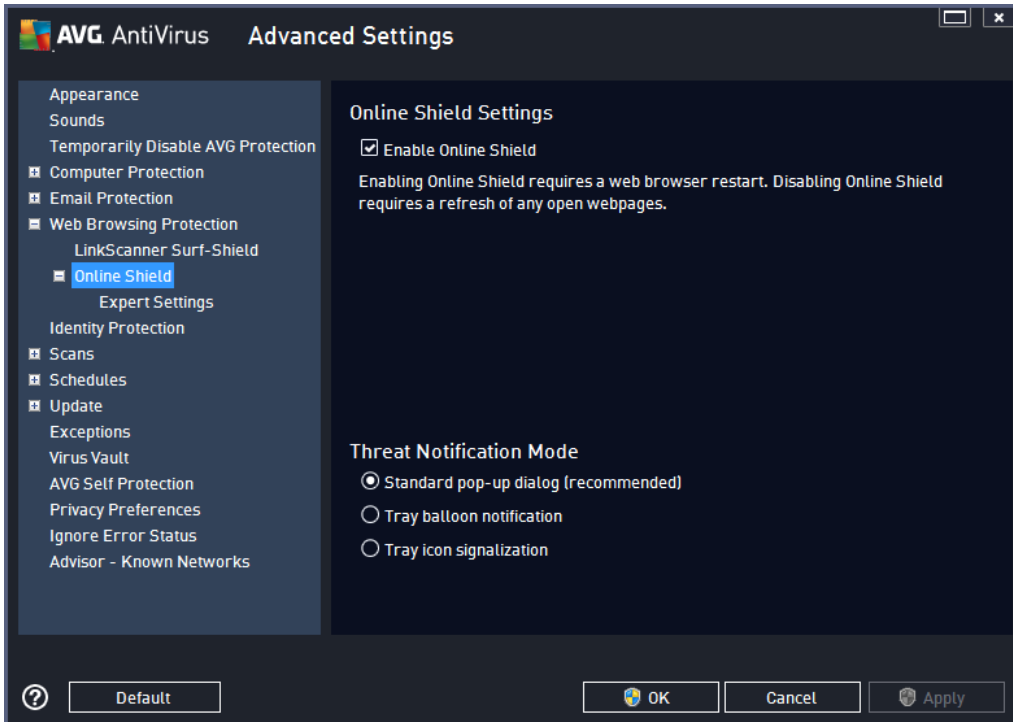 AVG. AntiVirus Advanced Settings
Appearance
Sounds
Temporarily Disable AVG Protection
Computer Protection
Email Protection
Web Browsing Protection
LinkScanner Surf-Shield
Online Shield
Expert Settings
Identity Protection
Scans
Schedules
Update
Exceptions
Virus Vault
AVG Self Protection
Privacy Preferences
Ignore Error Status
Advisor - Known Networks
Online Shield Settings
Enable Online Shield
Enabling Online Shield requires a web browser restart. Disabling Online Shield
requires a refresh of any open webpages.
Threat Notification Mode
Standard pop-up dialog (recommended)
Tray balloon notification
Tray icon signalization
? Default OK Cancel Apply